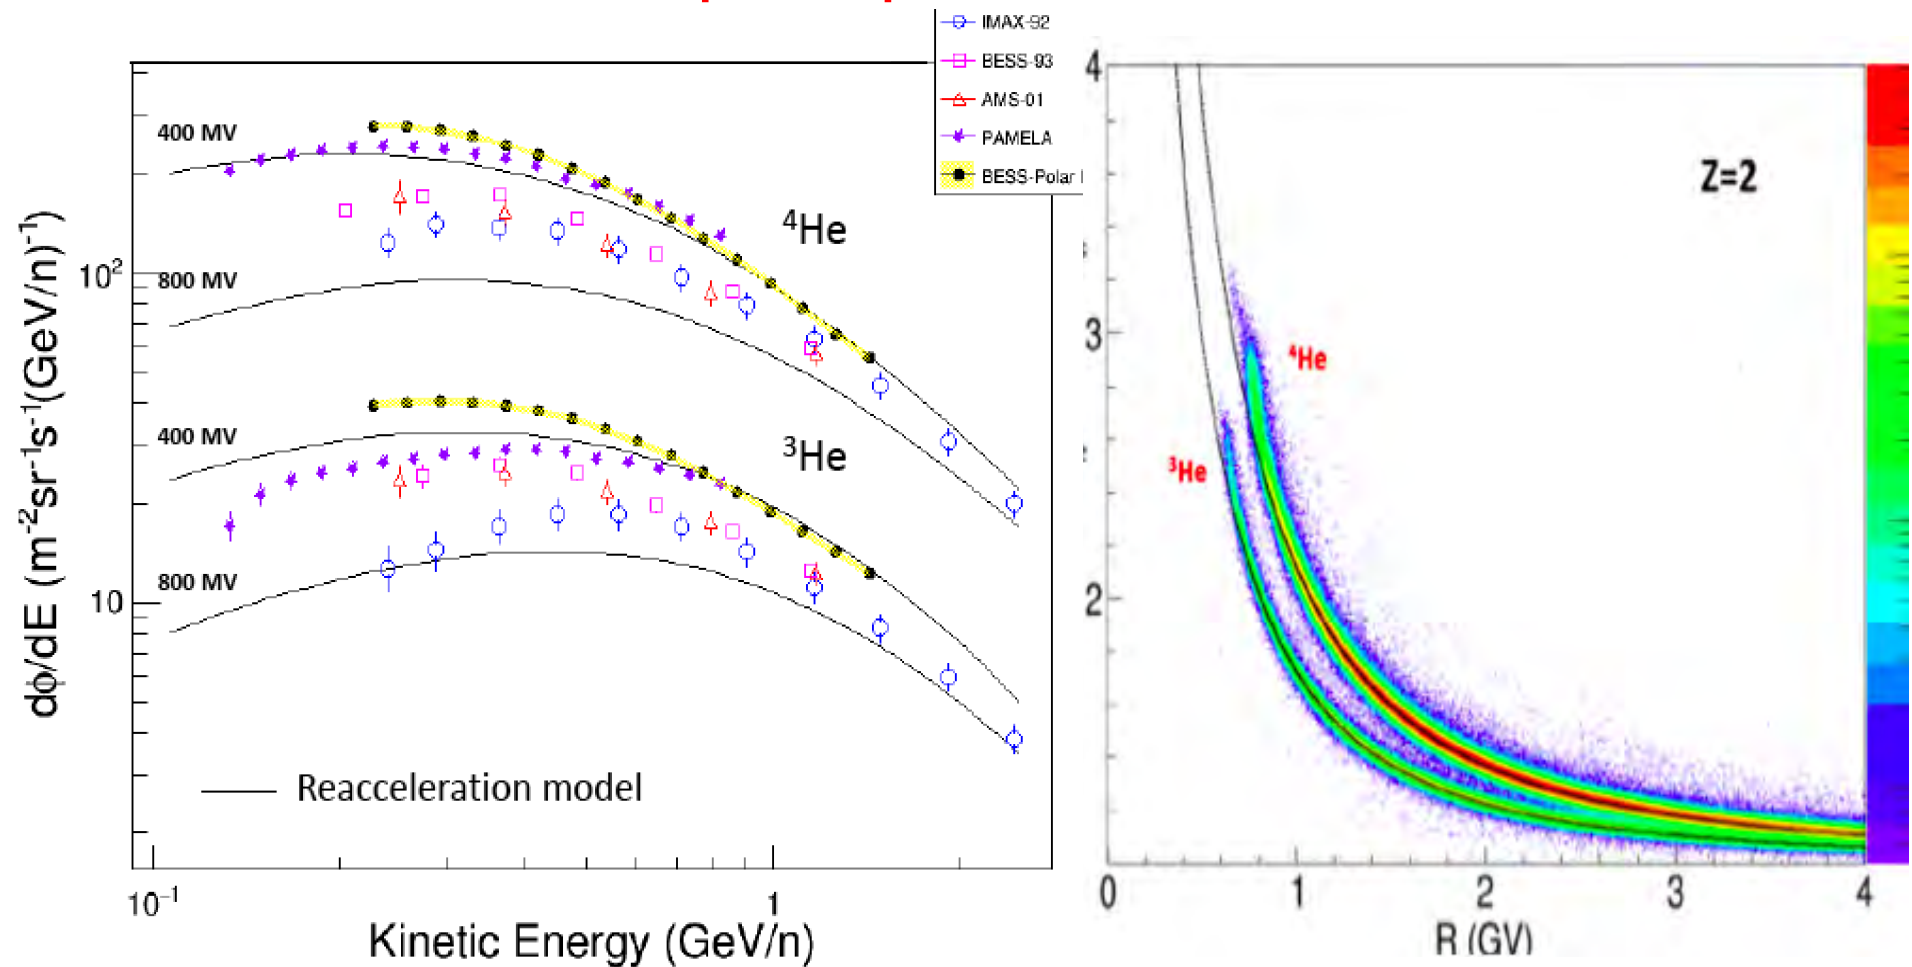 IMAX-92
BESS-93
AMS-01
PAMELA
BESS-Polar I
400 MV
⁴He
800 MV
10²
400 MV
³He
800 MV
10
Reacceleration model
10⁻¹
1
Kinetic Energy (GeV/n)
dϕ/dE (m⁻²sr⁻¹s⁻¹(GeV/n)⁻¹)
4
Z=2
3
⁴He
³He
2
0
1
2
3
4
R (GV)